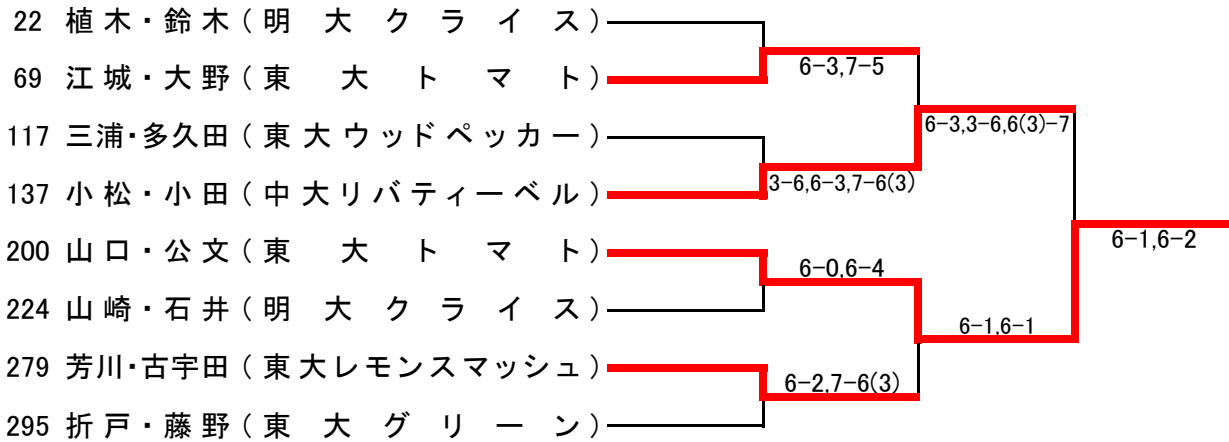 22 植木・鈴木(明大クライス)
69 江城・大野(東大トマト)
6-3,7-5
117 三浦・多久田(東大ウッドペッカー)
6-3,3-6,6(3)-7
137 小松・小田(中大リバティーベル)
3-6,6-3,7-6(3)
200 山口・公文(東大トマト)
6-1,6-2
6-0,6-4
224 山崎・石井(明大クライス)
6-1,6-1
279 芳川・古宇田(東大レモンスマッシュ)
6-2,7-6(3)
295 折戸・藤野(東大グリーン)